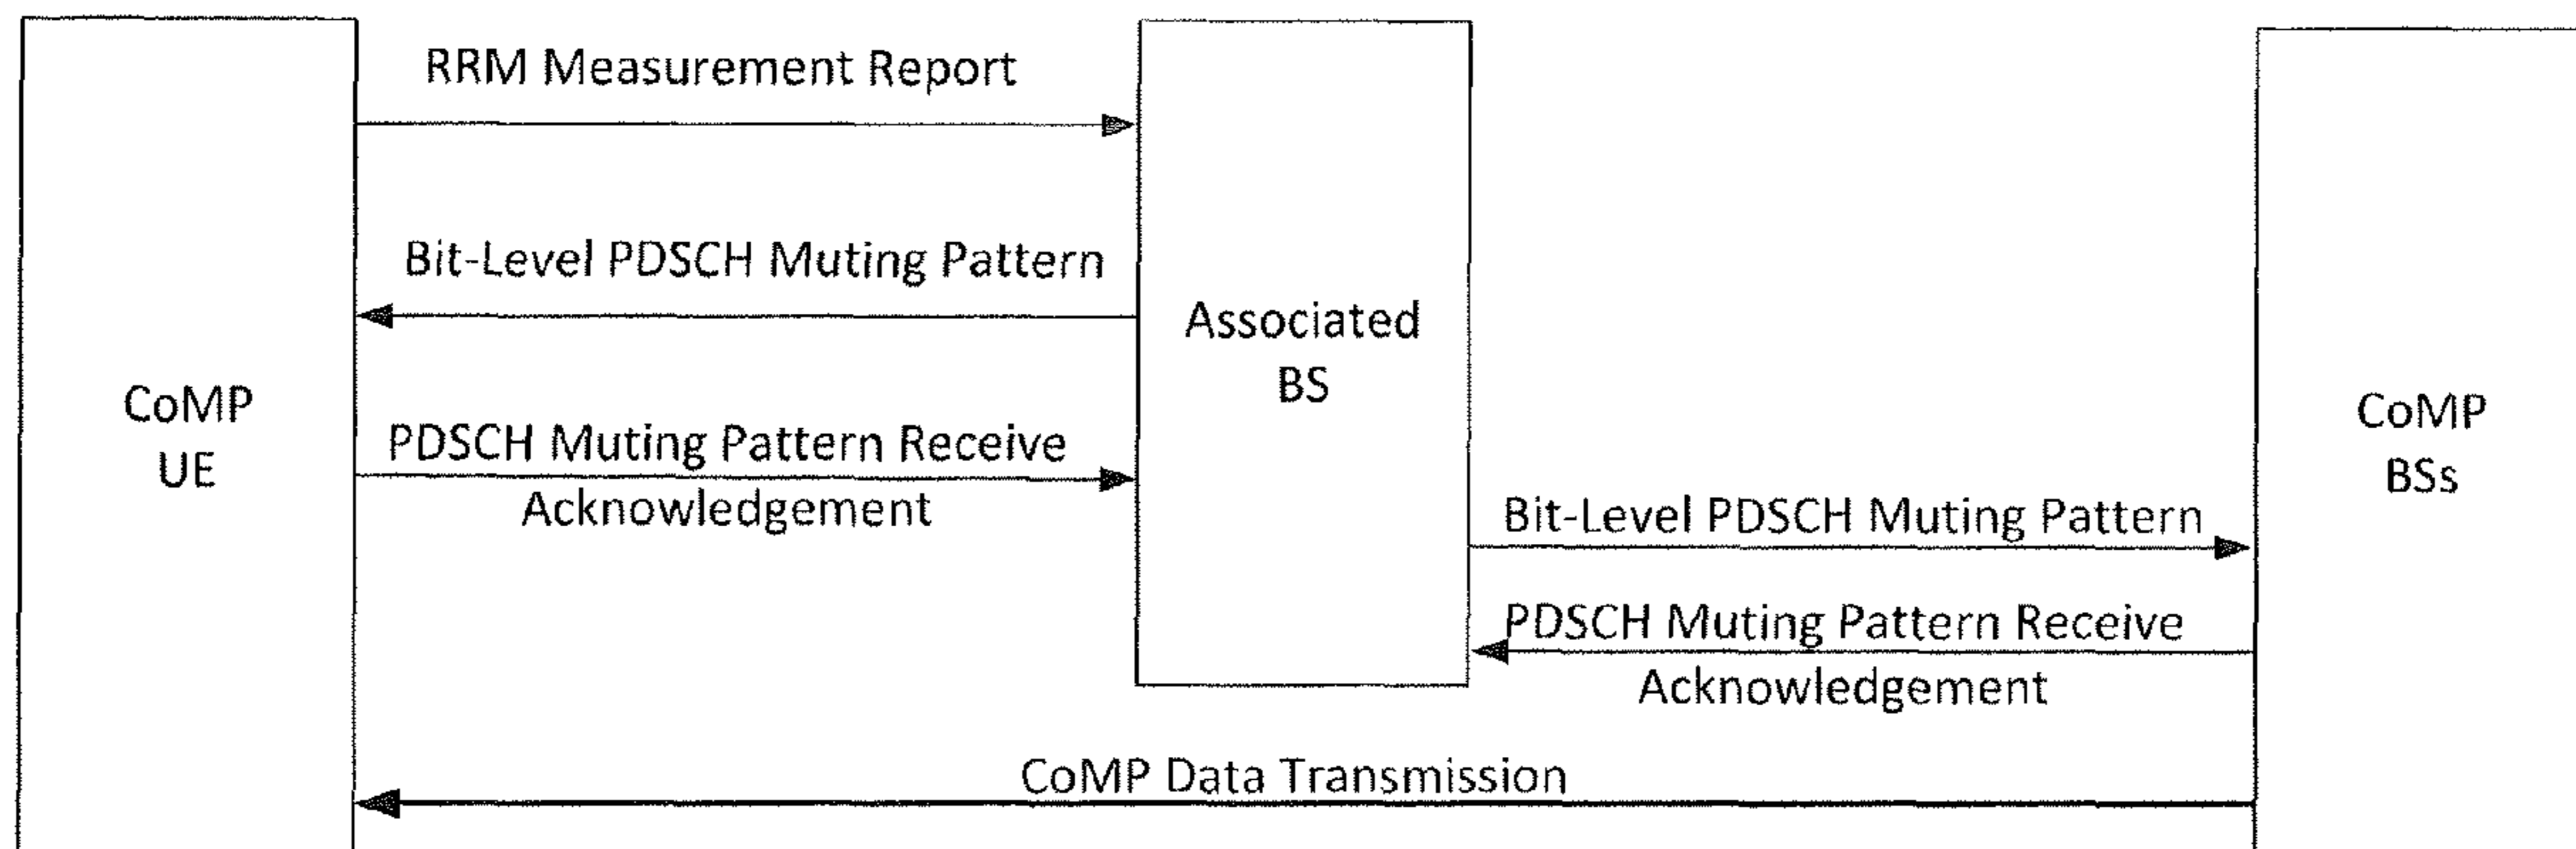 RRM Measurement Report
Bit-Level PDSCH Muting Pattern
Associated
BS
CoMP
UE
PDSCH Muting Pattern Receive
Acknowledgement
CoMP
BSs
Bit-Level PDSCH Muting Pattern
PDSCH Muting Pattern Receive
Acknowledgement
CoMP Data Transmission